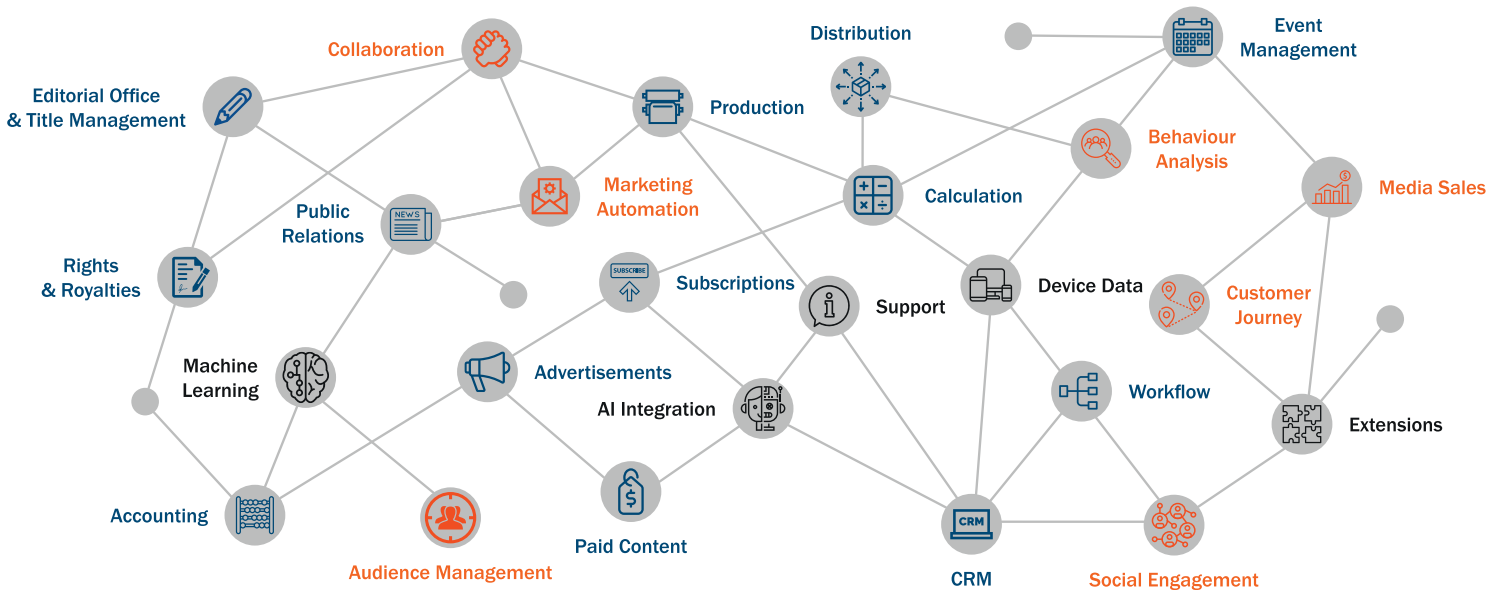 Collaboration
Distribution
Event
Management
Editorial Office
& Title Management
Production
Behaviour
Analysis
Marketing
Automation
Media Sales
Calculation
Public
Relations
NEWS
Rights
& Royalties
SUBSCRIBE
Subscriptions
Support
Device Data
Customer
Journey
Machine
Learning
Advertisements
AI Integration
Workflow
Extensions
Accounting
Audience Management
$
Paid Content
CRM
CRM
Social Engagement